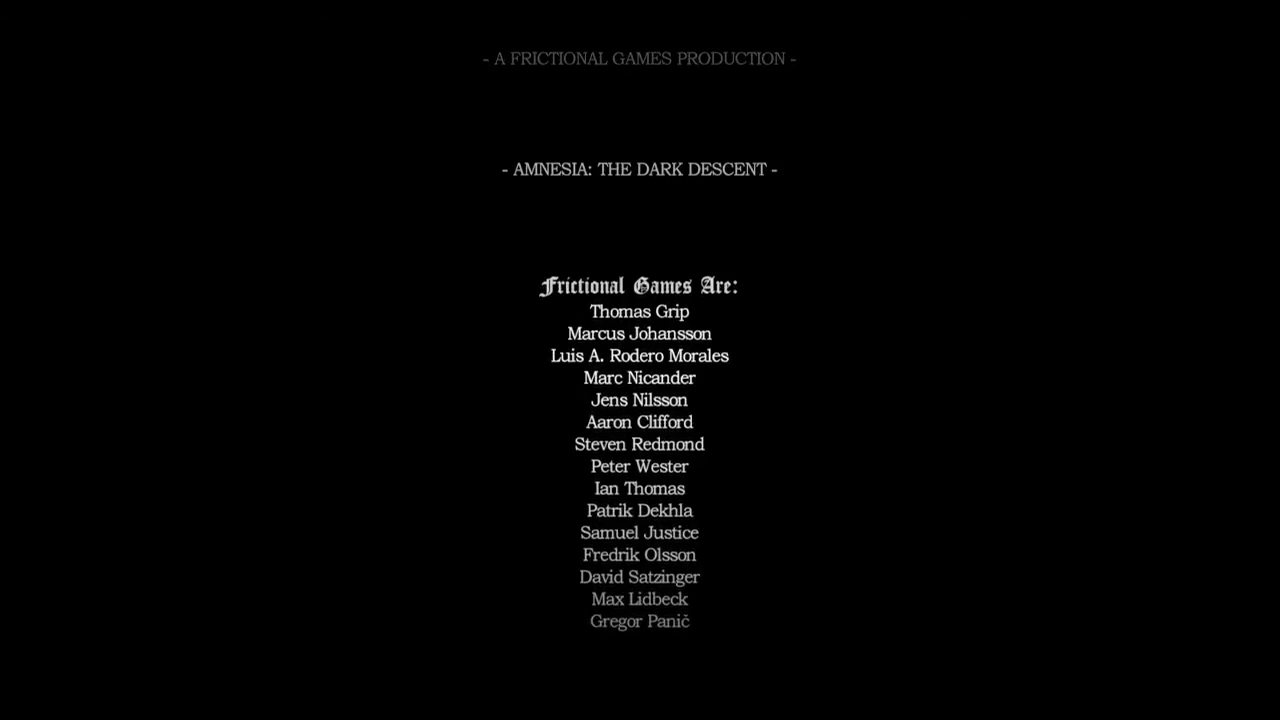 - A FRICTIONAL GAMES PRODUCTION -
- AMNESIA: THE DARK DESCENT -
Frictional Games Are:
Thomas Grip
Marcus Johansson
Luis A. Rodero Morales
Marc Nicander
Jens Nilsson
Aaron Clifford
Steven Redmond
Peter Wester
Ian Thomas
Patrik Dekhla
Samuel Justice
Fredrik Olsson
David Satzinger
Max Lidbeck
Gregor Panič